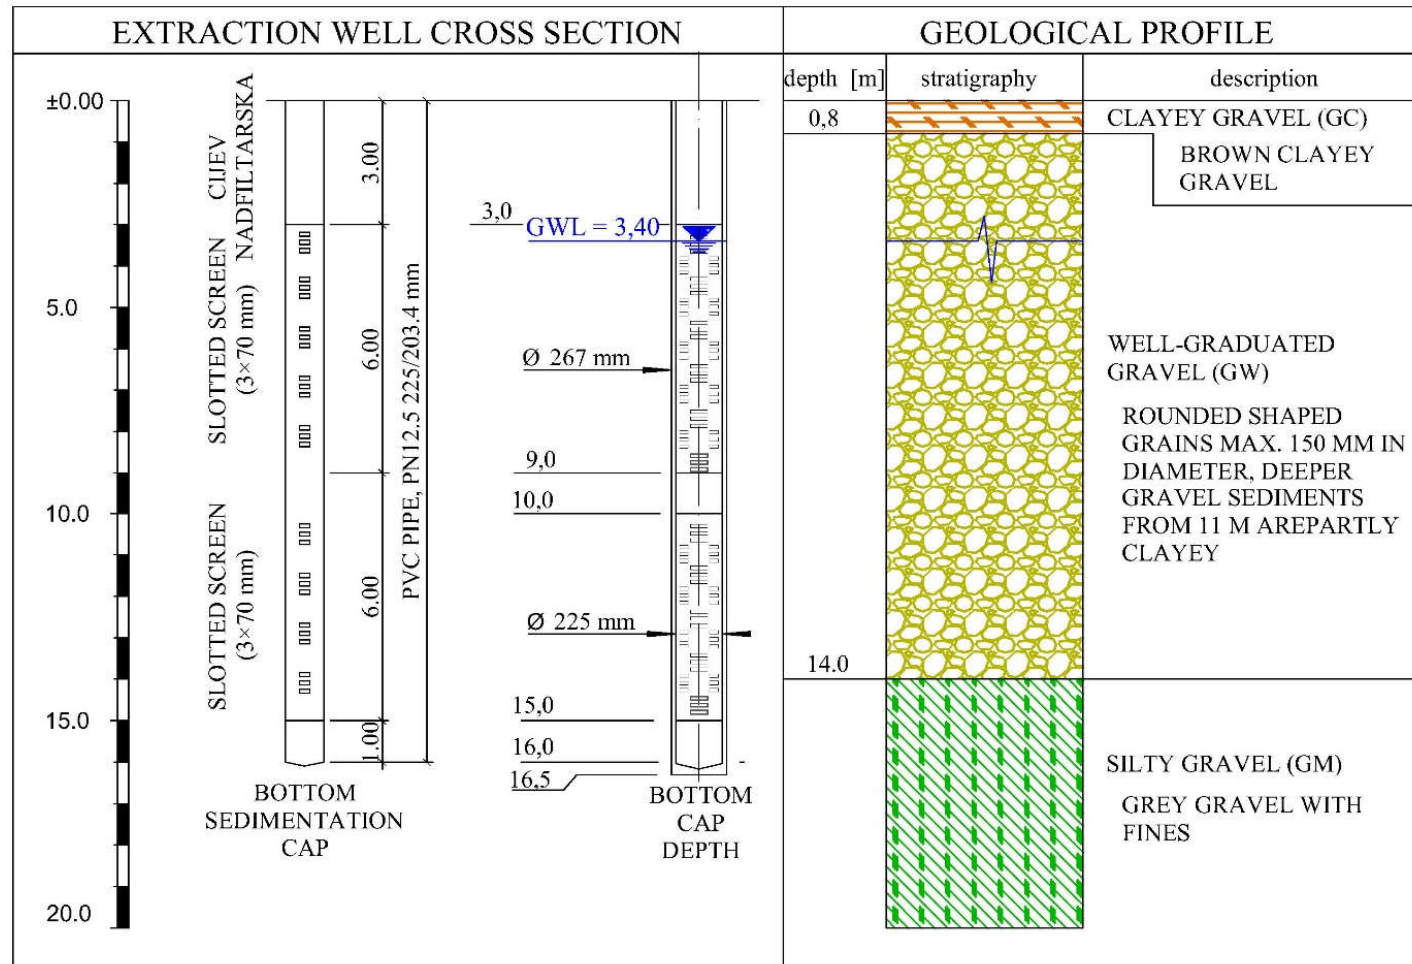 EXTRACTION WELL CROSS SECTION
GEOLOGICAL PROFILE
depth [m]
stratigraphy
description
±0.00
5.0
10.0
15.0
20.0
CIJEV
NADFILTARSKA
SLOTTED SCREEN
(3×70 mm)
SLOTTED SCREEN
(3×70 mm)
3.00
6.00
6.00
1.00
PVC PIPE, PN12.5 225/203.4 mm
BOTTOM
SEDIMENTATION
CAP
3,0
GWL = 3,40
Ø 267 mm
9,0
10,0
Ø 225 mm
15,0
16,0
16,5
BOTTOM
CAP
DEPTH
0,8
14.0
CLAYEY GRAVEL (GC)
BROWN CLAYEY
GRAVEL
WELL-GRADUATED
GRAVEL (GW)
ROUNDED SHAPED
GRAINS MAX. 150 MM IN
DIAMETER, DEEPER
GRAVEL SEDIMENTS
FROM 11 M AREPARTLY
CLAYEY
SILTY GRAVEL (GM)
GREY GRAVEL WITH
FINES